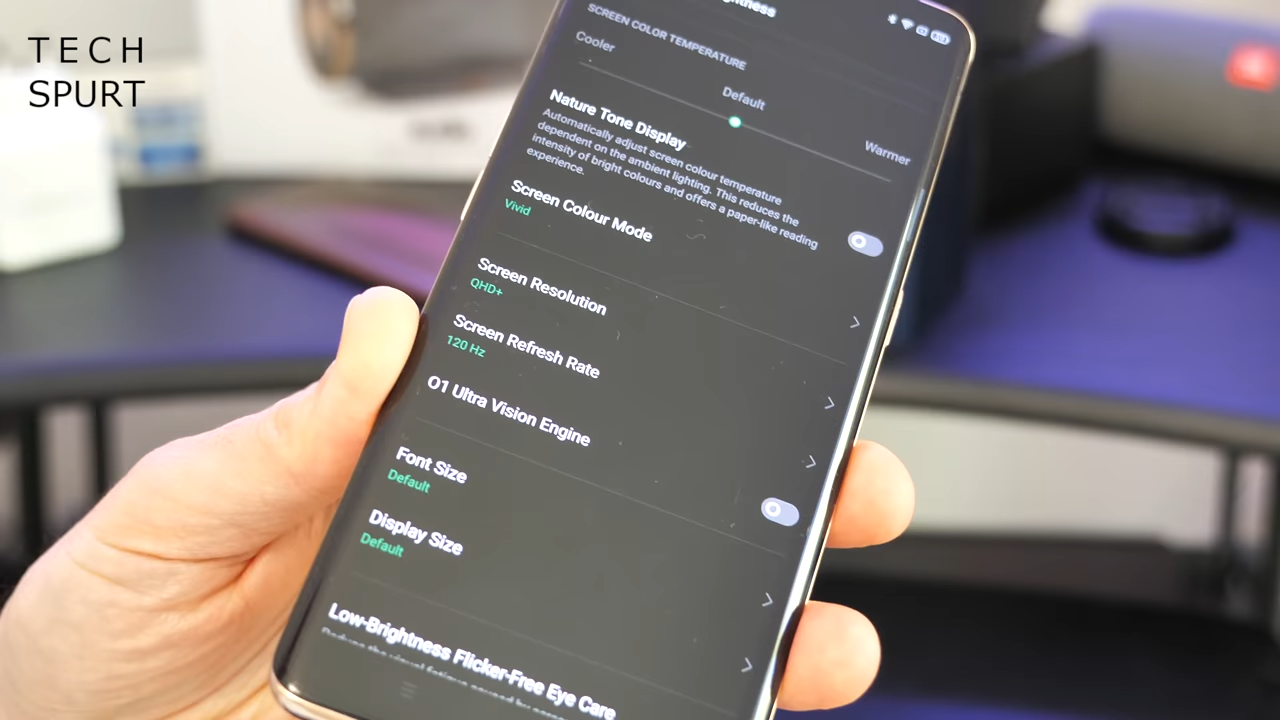 TECH
SPURT
SCREEN COLOR TEMPERATURE
Cooler
Default
Warmer
Nature Tone Display
Automatically adjust screen colour temperature
dependent on the ambient lighting. This reduces the
intensity of bright colours and offers a paper-like reading
experience.
Screen Colour Mode
Vivid
Screen Resolution
QHD+
Screen Refresh Rate
120 Hz
O1 Ultra Vision Engine
Font Size
Default
Display Size
Default
Low-Brightness Flicker-Free Eye Care